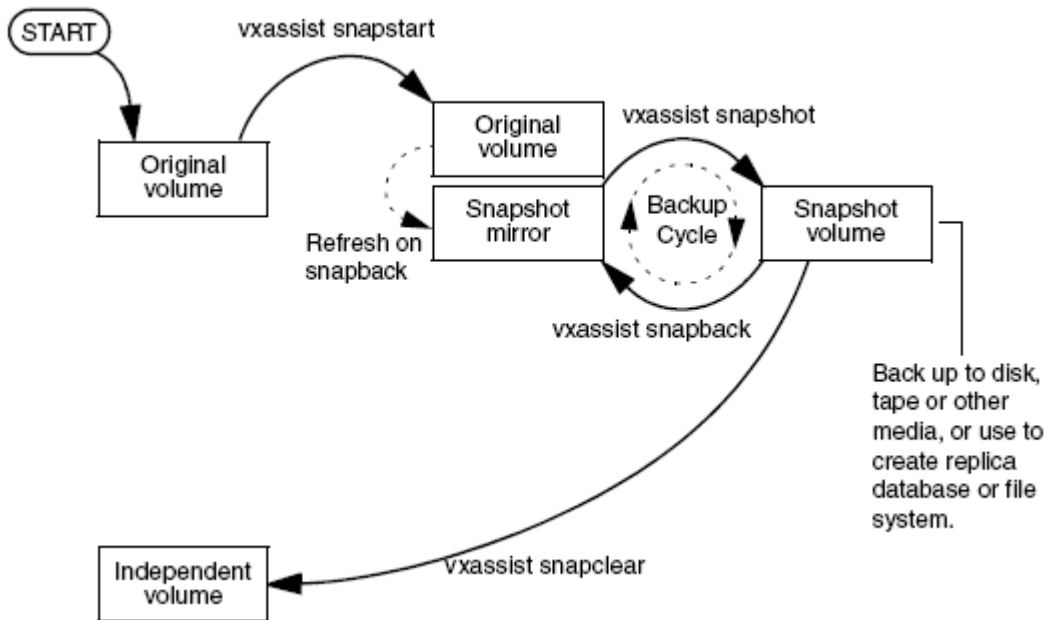 START
vxassist snapstart
Original
volume
Original
volume
vxassist snapshot
Snapshot
mirror
Backup
Cycle
Snapshot
volume
Refresh on
snapback
vxassist snapback
Back up to disk,
tape or other
media, or use to
create replica
database or file
system.
Independent
volume
vxassist snapclear